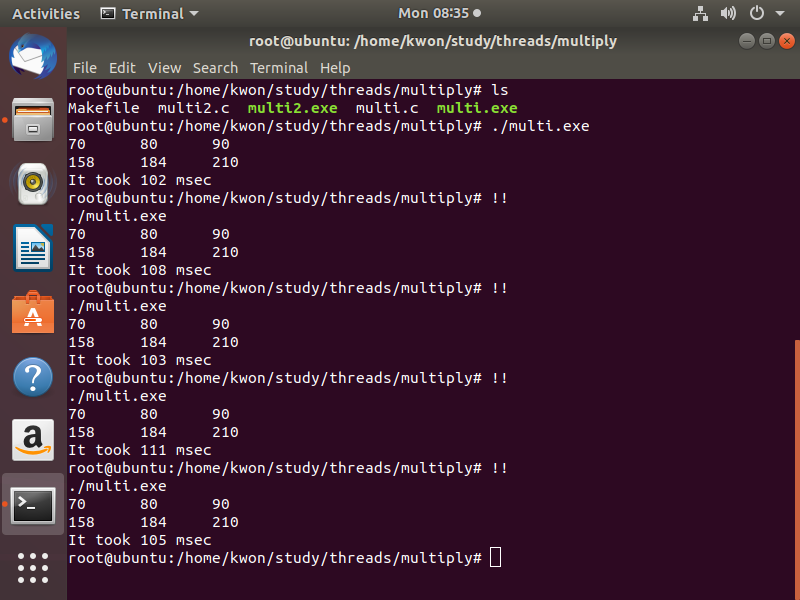 Activities Terminal Mon 08:35
root@ubuntu: /home/kwon/study/threads/multiply
File Edit View Search Terminal Help
root@ubuntu:/home/kwon/study/threads/multiply# ls
Makefile multi2.c multi2.exe multi.c multi.exe
root@ubuntu:/home/kwon/study/threads/multiply# ./multi.exe
70 80 90
158 184 210
It took 102 msec
root@ubuntu:/home/kwon/study/threads/multiply# !!
./multi.exe
70 80 90
158 184 210
It took 108 msec
root@ubuntu:/home/kwon/study/threads/multiply# !!
./multi.exe
70 80 90
158 184 210
It took 103 msec
root@ubuntu:/home/kwon/study/threads/multiply# !!
./multi.exe
70 80 90
158 184 210
It took 111 msec
root@ubuntu:/home/kwon/study/threads/multiply# !!
./multi.exe
70 80 90
158 184 210
It took 105 msec
root@ubuntu:/home/kwon/study/threads/multiply#